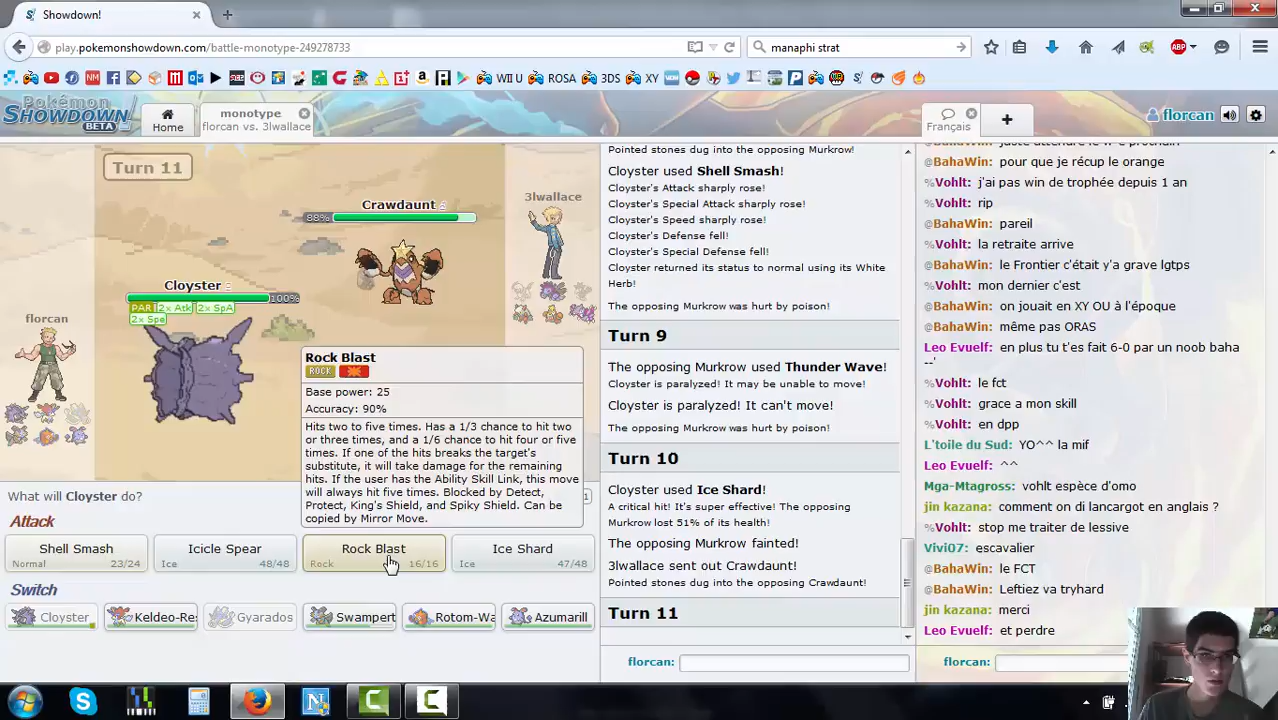 Showdown!
play.pokemonshowdown.com/battle-monotype-249278733
manaphi strat
ABP
WII U
ROSA
3DS
XY
Pokémon
SHOWDOWN
BETA
Home
monotype
florcan vs. 3lwallace
Français
florcan
Turn 11
Crawdaunt
88%
3lwallace
Cloyster
100%
PAR 2x Atk 2x SpA
2x Spe
florcan
Rock Blast
ROCK
Base power: 25
Accuracy: 90%
Hits two to five times. Has a 1/3 chance to hit two
or three times, and a 1/6 chance to hit four or five
times. If one of the hits breaks the target's
substitute, it will take damage for the remaining
hits. If the user has the Ability Skill Link, this move
will always hit five times. Blocked by Detect,
Protect, King's Shield, and Spiky Shield. Can be
copied by Mirror Move.
What will Cloyster do?
Attack
Shell Smash
Normal 23/24
Icicle Spear
Ice 48/48
Rock Blast
Rock 16/16
Ice Shard
Ice 47/48
Switch
Cloyster
Keldeo-Re
Gyarados
Swampert
Rotom-Wa
Azumarill
Pointed stones dug into the opposing Murkrow!
Cloyster used Shell Smash!
Cloyster's Attack sharply rose!
Cloyster's Special Attack sharply rose!
Cloyster's Speed sharply rose!
Cloyster's Defense fell!
Cloyster's Special Defense fell!
Cloyster returned its status to normal using its White
Herb!
The opposing Murkrow was hurt by poison!
Turn 9
The opposing Murkrow used Thunder Wave!
Cloyster is paralyzed! It may be unable to move!
Cloyster is paralyzed! It can't move!
The opposing Murkrow was hurt by poison!
Turn 10
Cloyster used Ice Shard!
A critical hit! It's super effective! The opposing
Murkrow lost 51% of its health!
The opposing Murkrow fainted!
3lwallace sent out Crawdaunt!
Pointed stones dug into the opposing Crawdaunt!
Turn 11
florcan:
@BahaWin: juste attendre le w-e prochain
@BahaWin: pour que je récup le orange
%Vohlt: j'ai pas win de trophée depuis 1 an
%Vohlt: rip
@BahaWin: pareil
%Vohlt: la retraite arrive
@BahaWin: le Frontier c'était y'a grave lgtps
%Vohlt: mon dernier c'est
@BahaWin: on jouait en XY OU à l'époque
@BahaWin: même pas ORAS
Leo Evuelf: en plus tu t'es fait 6-0 par un noob baha
--'
%Vohlt: le fct
%Vohlt: grace a mon skill
%Vohlt: en dpp
L'toile du Sud: YO^^ la mif
Leo Evuelf: ^^
Mga-Mtagross: vohlt espèce d'omo
jin kazana: comment on di lancargot en anglais ?
%Vohlt: stop me traiter de lessive
Vivi07: escavalier
@BahaWin: le FCT
@BahaWin: Leftiez va tryhard
jin kazana: merci
Leo Evuelf: et perdre
florcan: